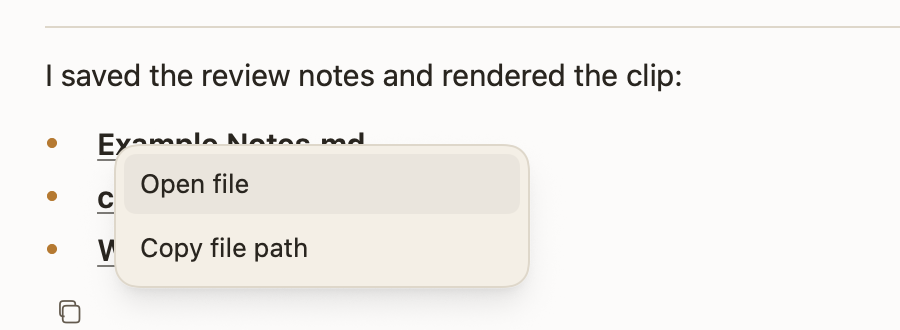 I saved the review notes and rendered the clip:
Example Notes.md
Open file
Copy file path